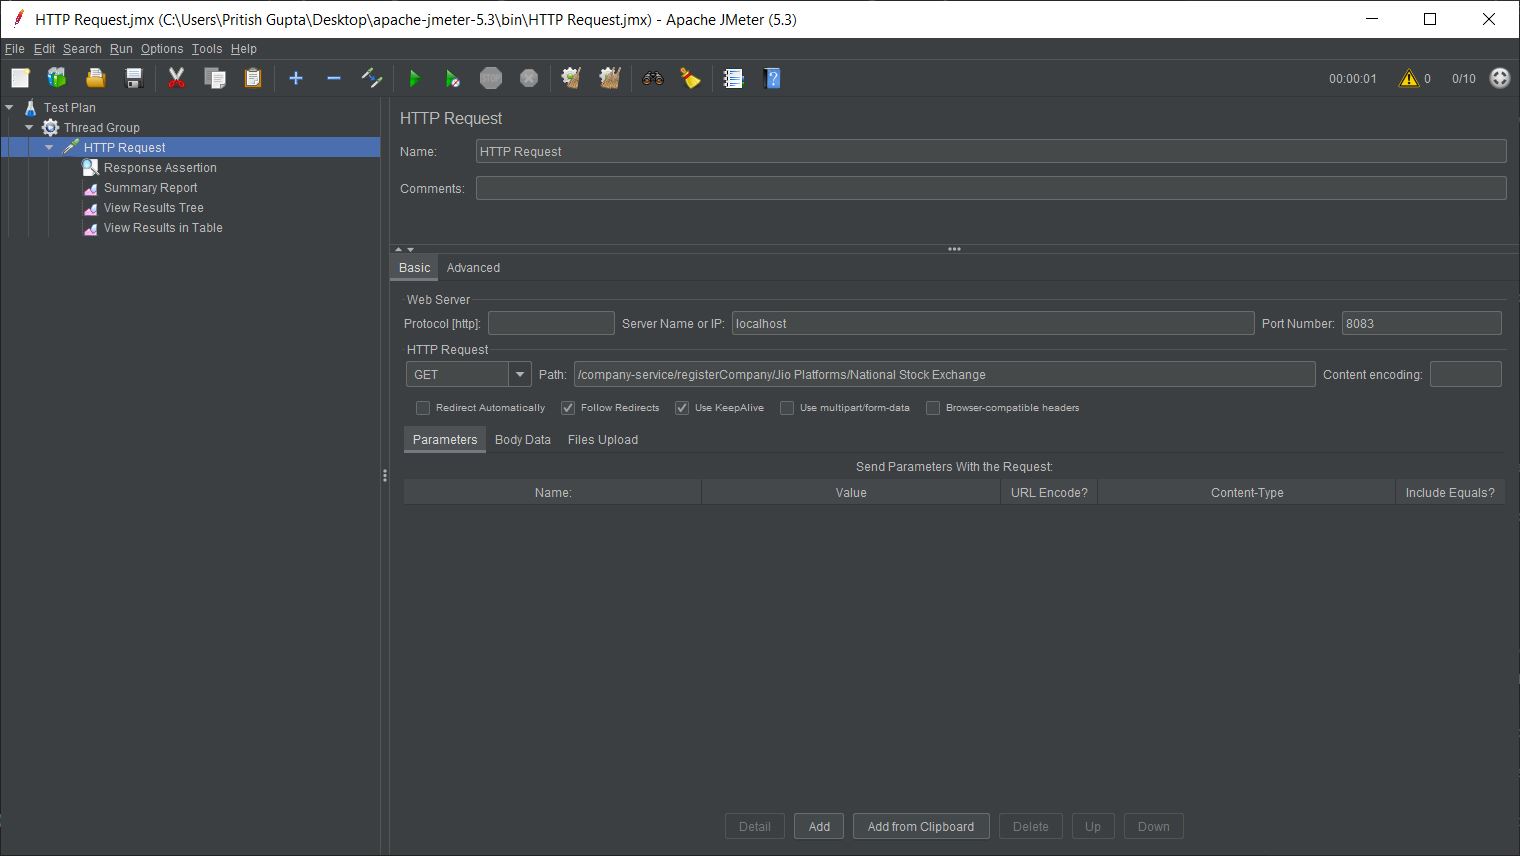 HTTP Request.jmx (C:\Users\Pritish Gupta\Desktop\apache-jmeter-5.3\bin\HTTP Request.jmx) - Apache JMeter (5.3)
File Edit Search Run Options Tools Help
STOP 00:00:01 0 0/10
Test Plan
Thread Group
HTTP Request
Response Assertion
Summary Report
View Results Tree
View Results in Table
HTTP Request
Name: HTTP Request
Comments:
Basic Advanced
Web Server
Protocol [http]: Server Name or IP: localhost Port Number: 8083
HTTP Request
GET Path: /company-service/registerCompany/Jio Platforms/National Stock Exchange Content encoding:
Redirect Automatically Follow Redirects Use KeepAlive Use multipart/form-data Browser-compatible headers
Parameters Body Data Files Upload
Send Parameters With the Request:
Name: Value URL Encode? Content-Type Include Equals?
Detail Add Add from Clipboard Delete Up Down